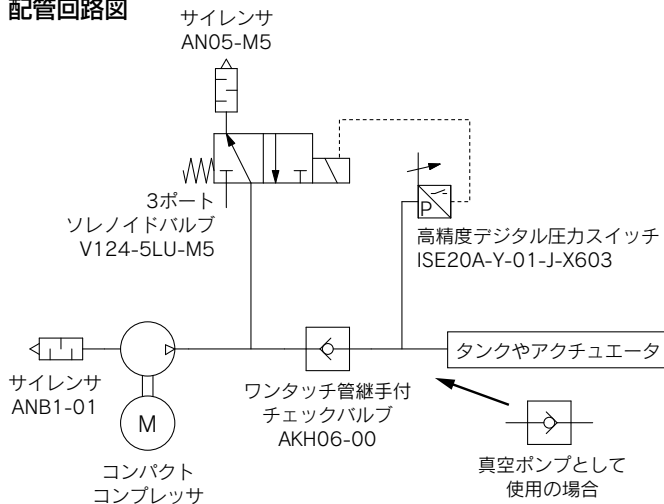 配管回路図
サイレンサ
AN05-M5
3ポート
ソレノイドバルブ
V124-5LU-M5
P
高精度デジタル圧力スイッチ
ISE20A-Y-01-J-X603
タンクやアクチュエータ
サイレンサ
ANB1-01
M
コンパクト
コンプレッサ
ワンタッチ管継手付
チェックバルブ
AKH06-00
真空ポンプとして
使用の場合